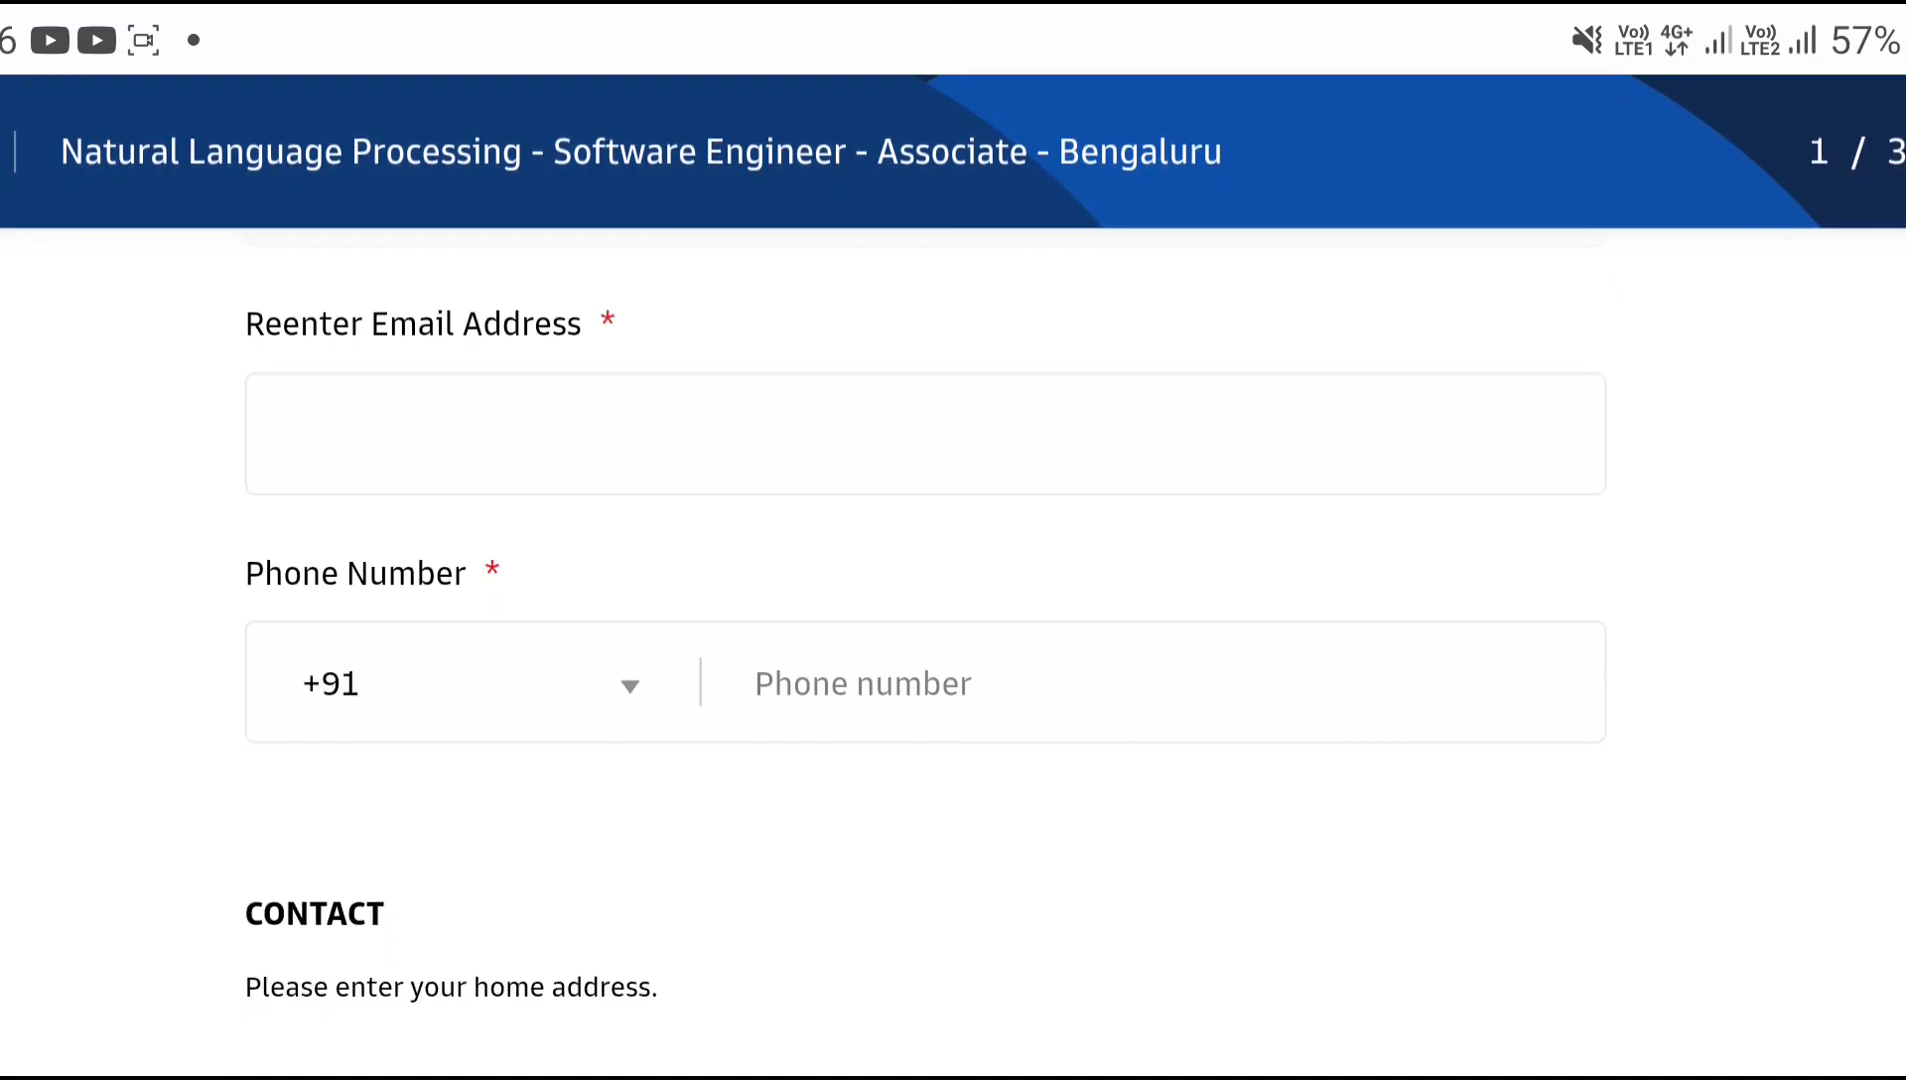 6 Vo)) LTE1 4G+ Vo)) LTE2 57%
Natural Language Processing - Software Engineer - Associate - Bengaluru 1 / 3
Reenter Email Address *
Phone Number *
+91 Phone number
CONTACT
Please enter your home address.